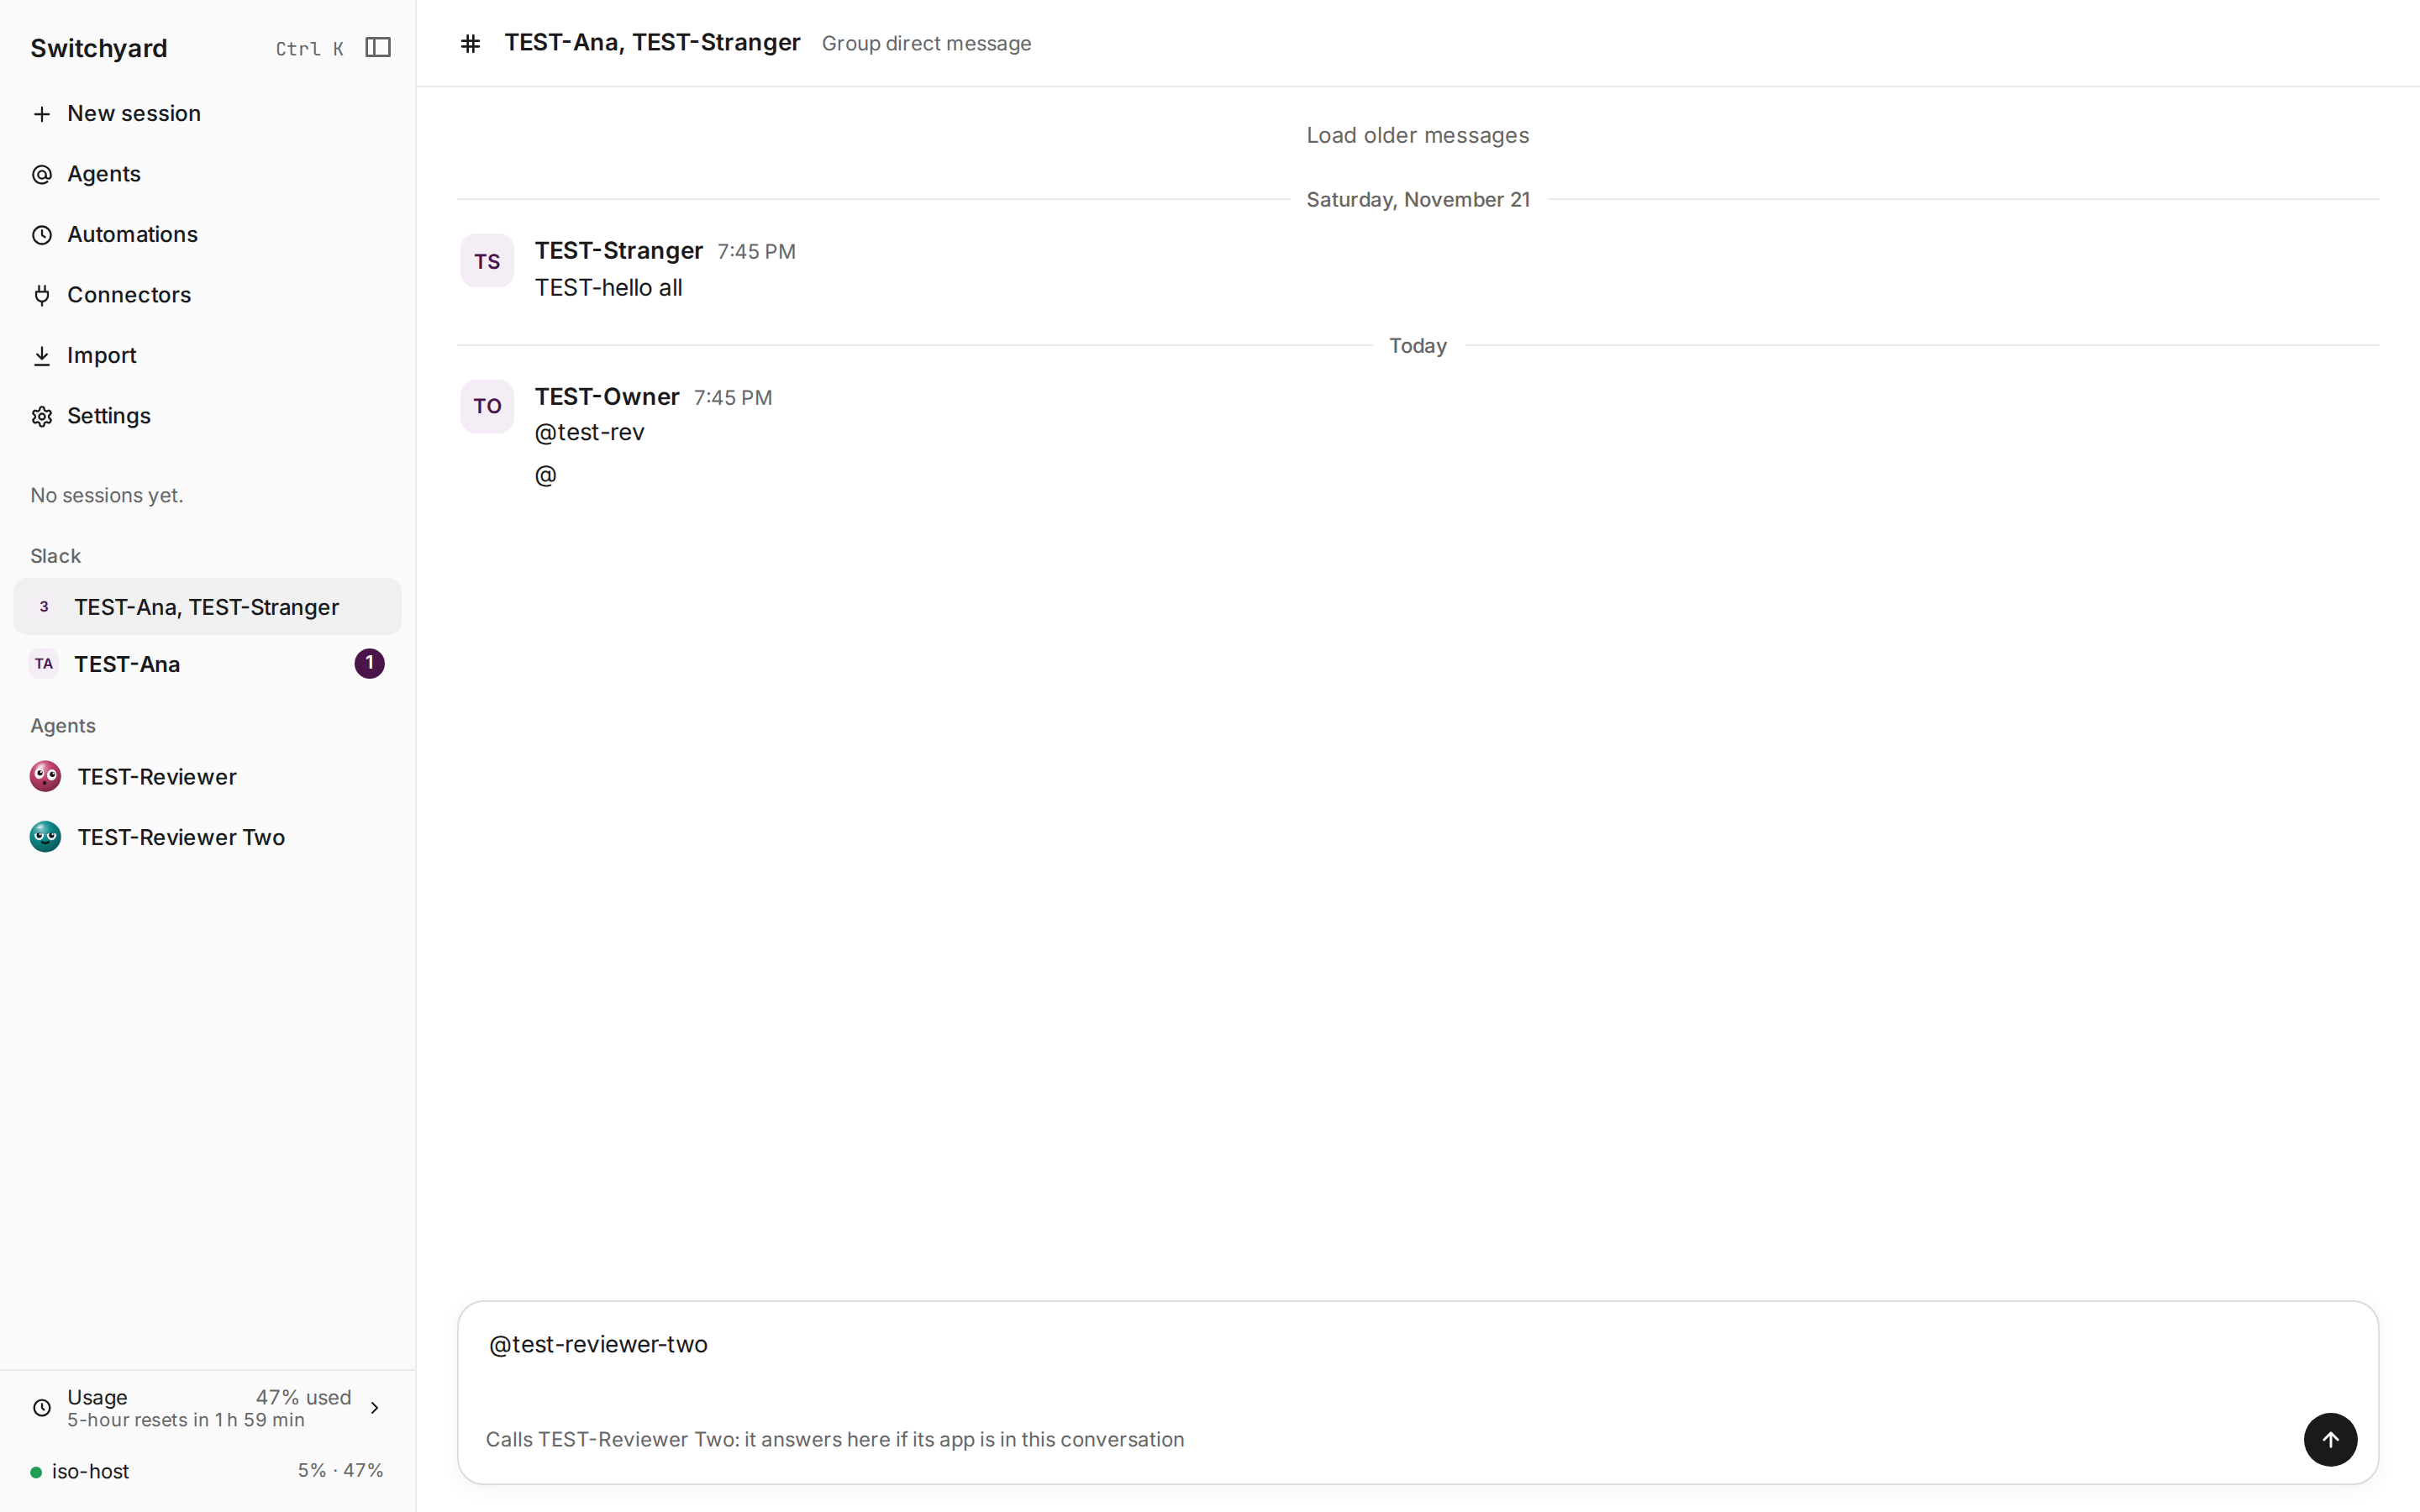 Switchyard Ctrl K
New session
Agents
Automations
Connectors
Import
Settings
No sessions yet.
Slack
3 TEST-Ana, TEST-Stranger
TA TEST-Ana 1
Agents
TEST-Reviewer
TEST-Reviewer Two
Usage 47% used
5-hour resets in 1 h 59 min
iso-host 5% · 47%
# TEST-Ana, TEST-Stranger Group direct message
Load older messages
Saturday, November 21
TS TEST-Stranger 7:45 PM
TEST-hello all
Today
TO TEST-Owner 7:45 PM
@test-rev
@
@test-reviewer-two
Calls TEST-Reviewer Two: it answers here if its app is in this conversation